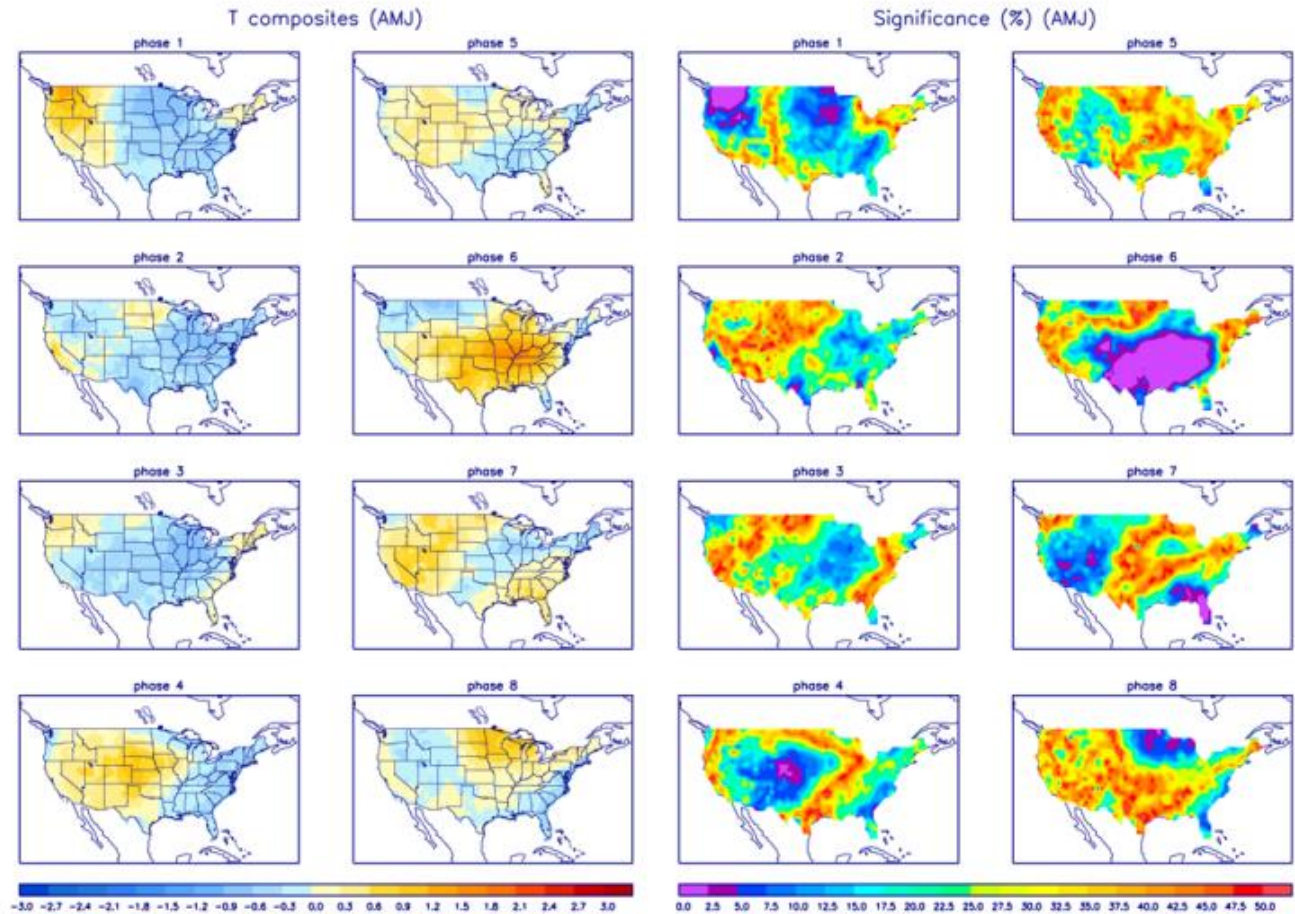 T composites (AMJ) Significance (%) (AMJ)
phase 1 phase 5 phase 1 phase 5
phase 2 phase 6 phase 2 phase 6
phase 3 phase 7 phase 3 phase 7
phase 4 phase 8 phase 4 phase 8
-3.0 -2.7 -2.4 -2.1 -1.8 -1.5 -1.2 -0.9 -0.6 -0.3 0.0 0.3 0.6 0.9 1.2 1.5 1.8 2.1 2.4 2.7 3.0 0.0 2.5 5.0 7.5 10.0 12.5 15.0 17.5 20.0 22.5 25.0 27.5 30.0 32.5 35.0 37.5 40.0 42.5 45.0 47.5 50.0